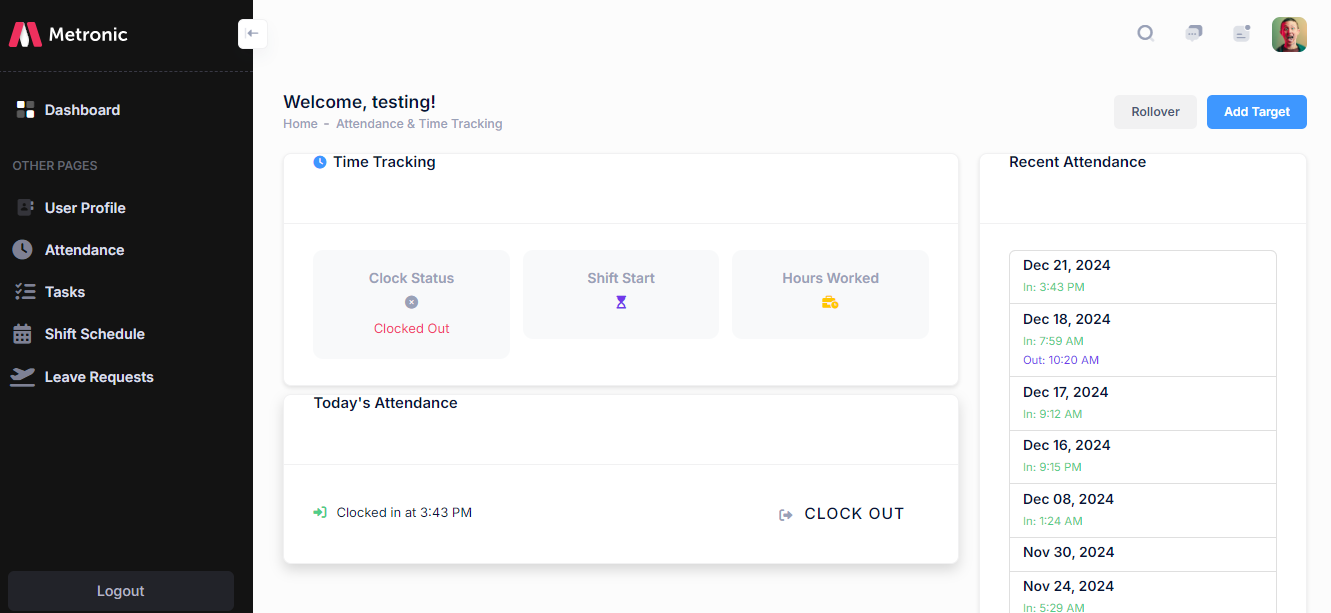 Metronic
Dashboard
OTHER PAGES
User Profile
Attendance
Tasks
Shift Schedule
Leave Requests
Logout
Welcome, testing!
Home - Attendance & Time Tracking
Rollover
Add Target
Time Tracking
Clock Status
Clocked Out
Shift Start
Hours Worked
Today's Attendance
Clocked in at 3:43 PM
CLOCK OUT
Recent Attendance
Dec 21, 2024
In: 3:43 PM
Dec 18, 2024
In: 7:59 AM
Out: 10:20 AM
Dec 17, 2024
In: 9:12 AM
Dec 16, 2024
In: 9:15 PM
Dec 08, 2024
In: 1:24 AM
Nov 30, 2024
Nov 24, 2024
In: 5:29 AM